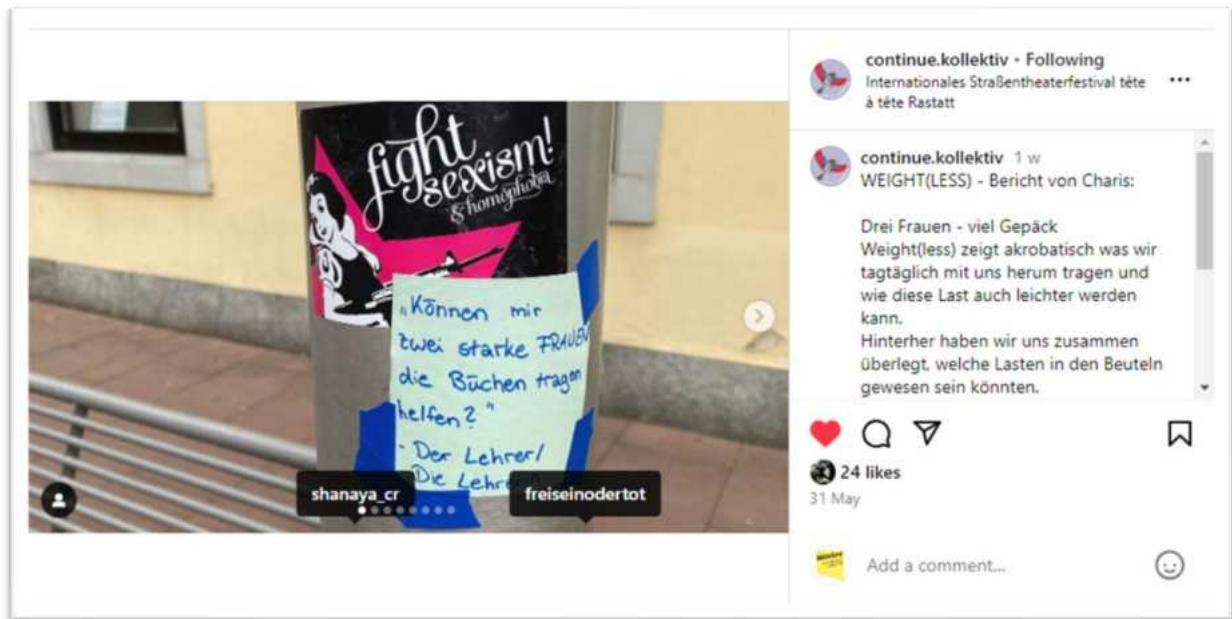 fight
sexism!
& homophobia
„Können mir
zwei starke FRAUEN
die Büchen tragen
helfen?"
- Der Lehrer/
Die
shanaya_cr
freiseinodertot
continue.kollektiv • Following
Internationales Straßentheaterfestival tête
à tête Rastatt
continue.kollektiv 1 w
WEIGHT(LESS) - Bericht von Charis:
Drei Frauen - viel Gepäck
Weight(less) zeigt akrobatisch was wir
tagtäglich mit uns herum tragen und
wie diese Last auch leichter werden
kann.
Hinterher haben wir uns zusammen
überlegt, welche Lasten in den Beuteln
gewesen sein könnten.
24 likes
31 May
Add a comment...